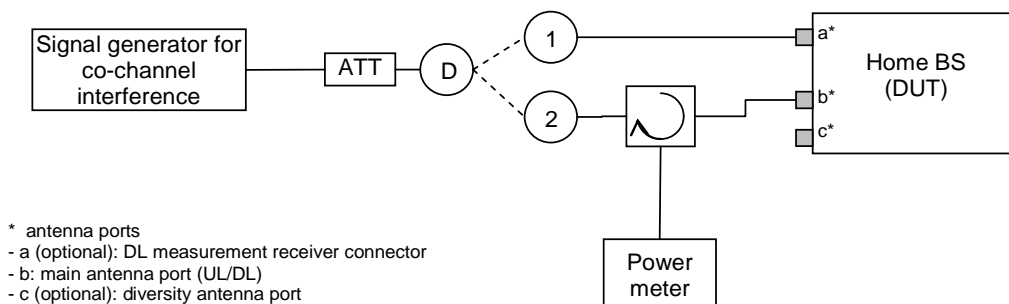 Signal generator for
co-channel
interference
ATT
D
1
2
a*
b*
c*
Home BS
(DUT)
Power
meter
* antenna ports
- a (optional): DL measurement receiver connector
- b: main antenna port (UL/DL)
- c (optional): diversity antenna port